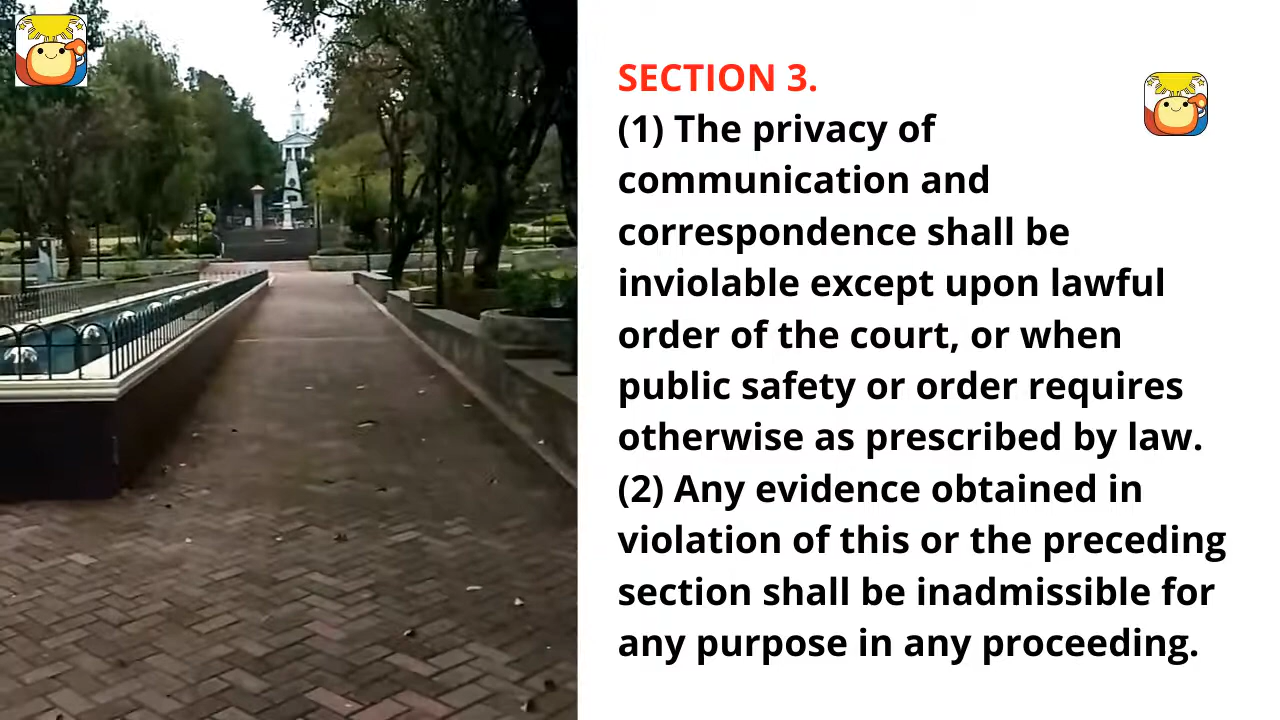 SECTION 3.
(1) The privacy of
communication and
correspondence shall be
inviolable except upon lawful
order of the court, or when
public safety or order requires
otherwise as prescribed by law.
(2) Any evidence obtained in
violation of this or the preceding
section shall be inadmissible for
any purpose in any proceeding.